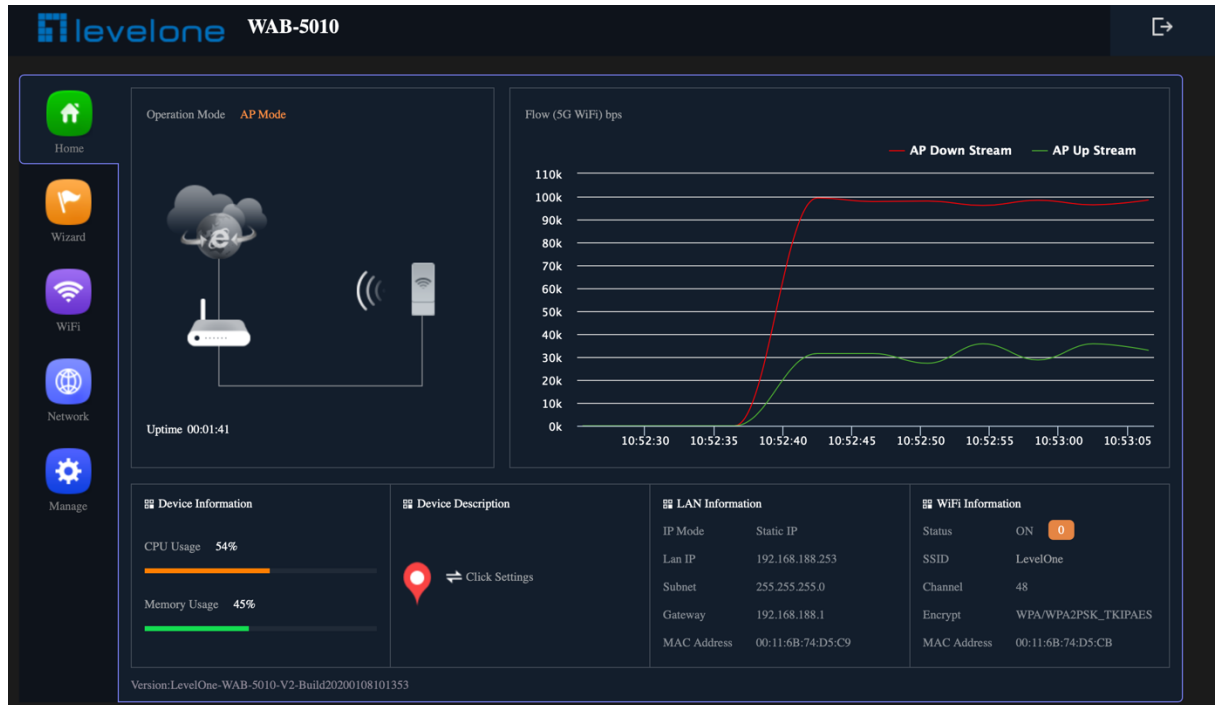 levelone WAB-5010
Home
Wizard
WiFi
Network
Manage
Operation Mode AP Mode
Uptime 00:01:41
Flow (5G WiFi) bps
AP Down Stream AP Up Stream
110k
100k
90k
80k
70k
60k
50k
40k
30k
20k
10k
0k
10:52:30 10:52:35 10:52:40 10:52:45 10:52:50 10:52:55 10:53:00 10:53:05
Device Information
CPU Usage 54%
Memory Usage 45%
Device Description
Click Settings
LAN Information
IP Mode Static IP
Lan IP 192.168.188.253
Subnet 255.255.255.0
Gateway 192.168.188.1
MAC Address 00:11:6B:74:D5:C9
WiFi Information
Status ON 0
SSID LevelOne
Channel 48
Encrypt WPA/WPA2PSK_TKIPAES
MAC Address 00:11:6B:74:D5:CB
Version:LevelOne-WAB-5010-V2-Build20200108101353